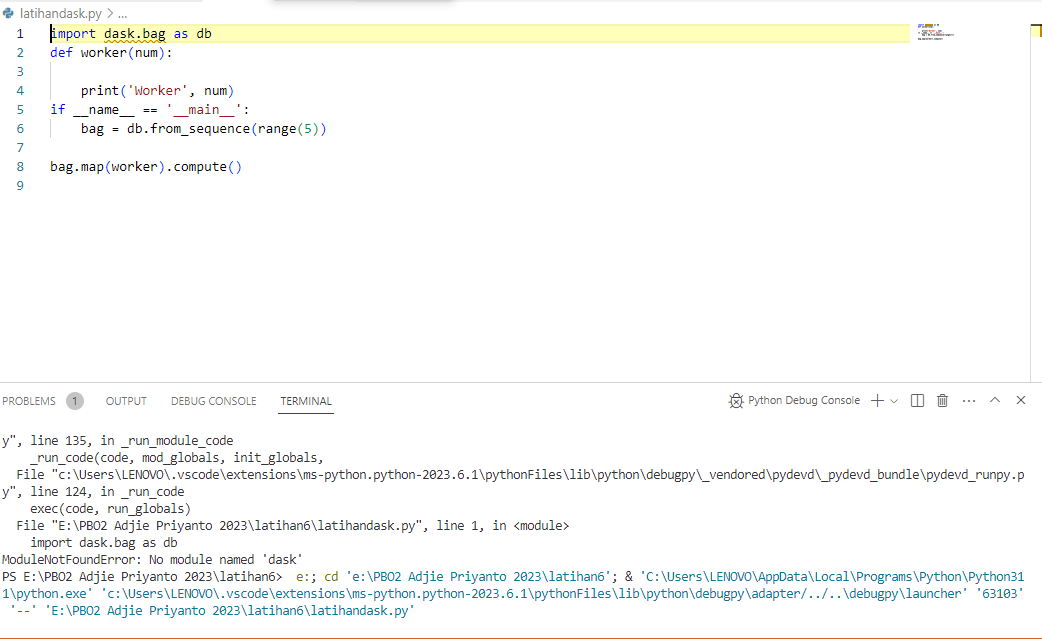 latihandask.py > ...
1 import dask.bag as db
2 def worker(num):
3
4 print('Worker', num)
5 if __name__ == '__main__':
6 bag = db.from_sequence(range(5))
7
8 bag.map(worker).compute()
9
PROBLEMS 1 OUTPUT DEBUG CONSOLE TERMINAL Python Debug Console
y", line 135, in _run_module_code
_run_code(code, mod_globals, init_globals,
File "c:\Users\LENOVO\.vscode\extensions\ms-python.python-2023.6.1\pythonFiles\lib\python\debugpy\_vendored\pydevd\_pydevd_bundle\pydevd_runpy.p
y", line 124, in _run_code
exec(code, run_globals)
File "E:\PBO2 Adjie Priyanto 2023\latihan6\latihandask.py", line 1, in <module>
import dask.bag as db
ModuleNotFoundError: No module named 'dask'
PS E:\PBO2 Adjie Priyanto 2023\latihan6> e:; cd 'e:\PBO2 Adjie Priyanto 2023\latihan6'; & 'C:\Users\LENOVO\AppData\Local\Programs\Python\Python31
1\python.exe' 'c:\Users\LENOVO\.vscode\extensions\ms-python.python-2023.6.1\pythonFiles\lib\python\debugpy\adapter/../..\debugpy\launcher' '63103'
'--' 'E:\PBO2 Adjie Priyanto 2023\latihan6\latihandask.py'